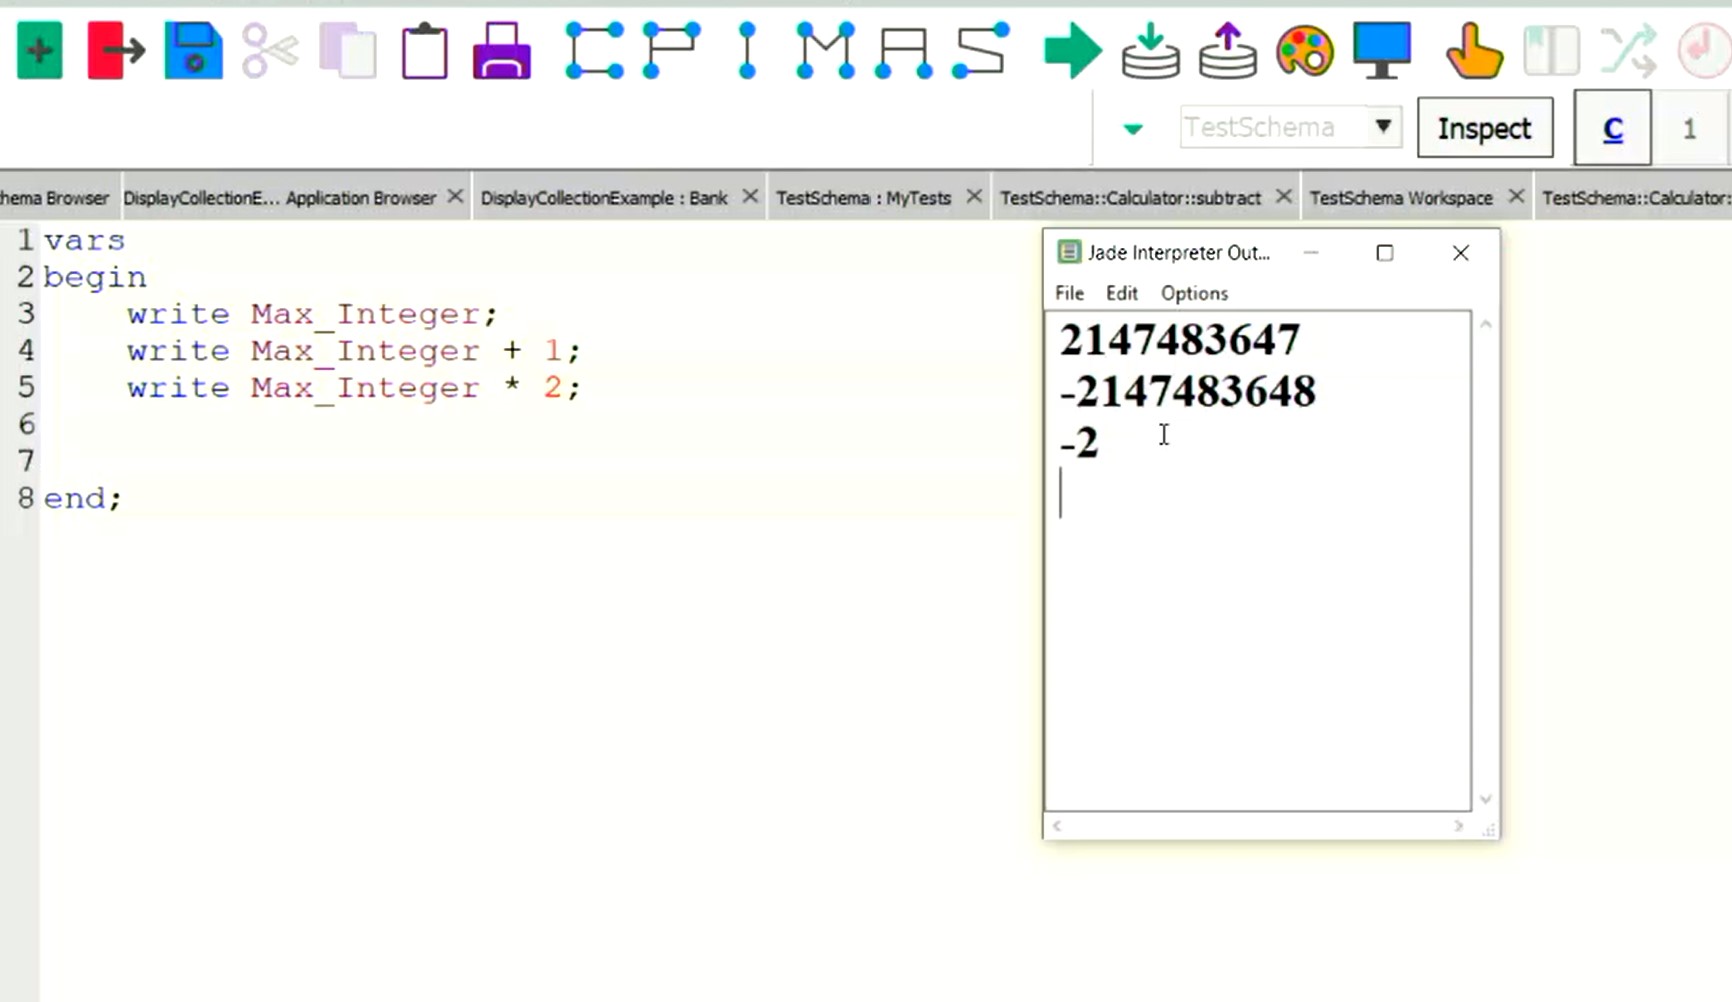 TestSchema
Inspect
C
1
hema Browser
DisplayCollectionE... Application Browser
DisplayCollectionExample : Bank
TestSchema : MyTests
TestSchema::Calculator::subtract
TestSchema Workspace
TestSchema::Calculator:
1 vars
2 begin
3 write Max_Integer;
4 write Max_Integer + 1;
5 write Max_Integer * 2;
6
7
8 end;
Jade Interpreter Out...
File Edit Options
2147483647
-2147483648
-2